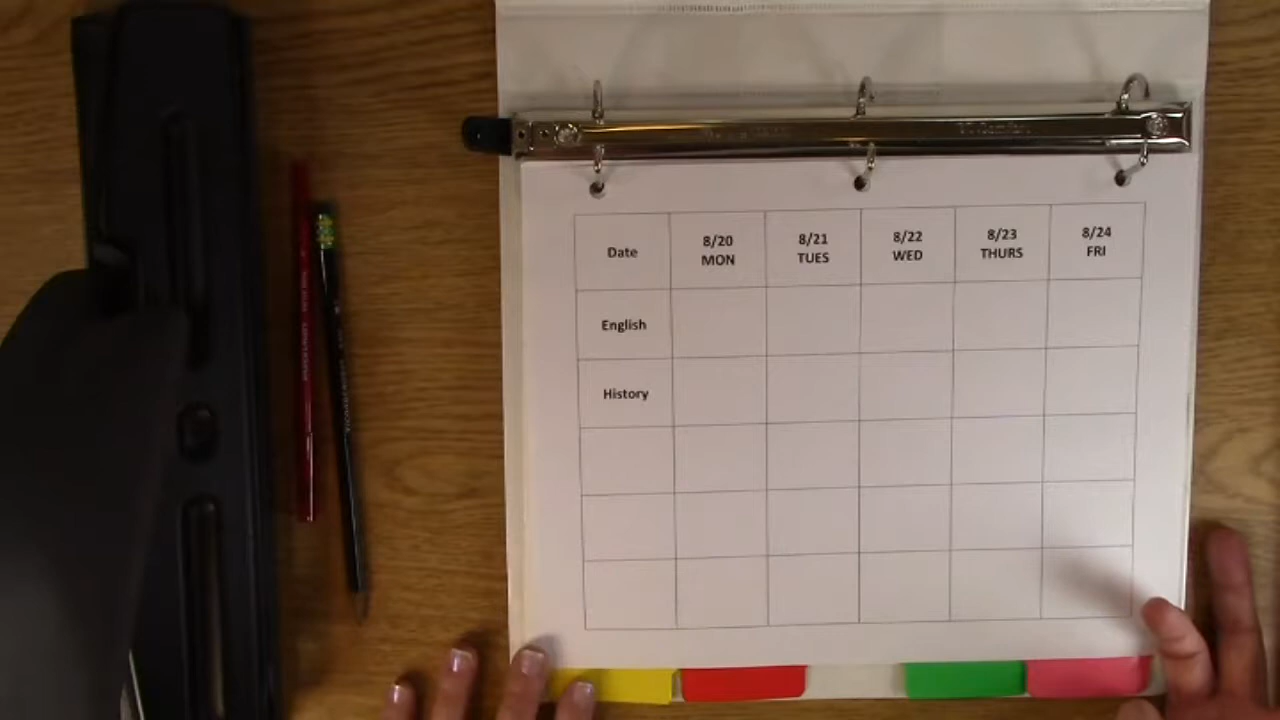 Date
8/20
MON
8/21
TUES
8/22
WED
8/23
THURS
8/24
FRI
English
History